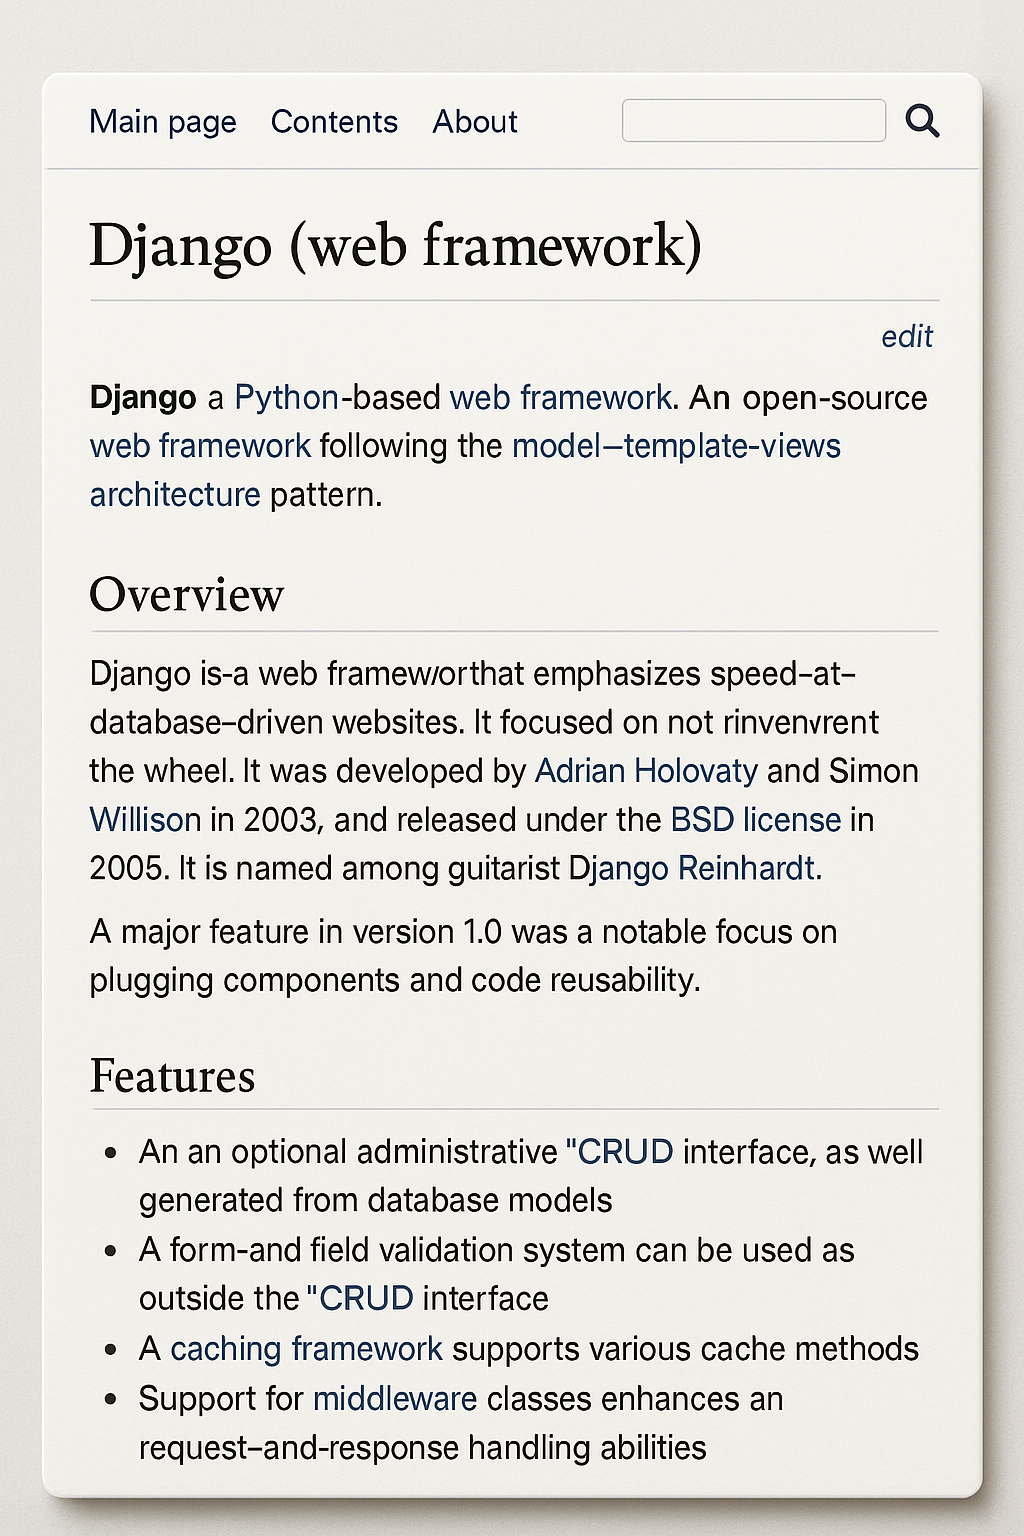 Main page Contents About
Django (web framework)
edit
Django a Python-based web framework. An open-source
web framework following the model–template-views
architecture pattern.
Overview
Django is-a web framew/orthat emphasizes speed–at–
database–driven websites. It focused on not rinvenvrent
the wheel. It was developed by Adrian Holovaty and Simon
Willison in 2003, and released under the BSD license in
2005. It is named among guitarist Django Reinhardt.
A major feature in version 1.0 was a notable focus on
plugging components and code reusability.
Features
• An an optional administrative "CRUD interface, as well
generated from database models
• A form-and field validation system can be used as
outside the "CRUD interface
• A caching framework supports various cache methods
• Support for middleware classes enhances an
request–and-response handling abilities